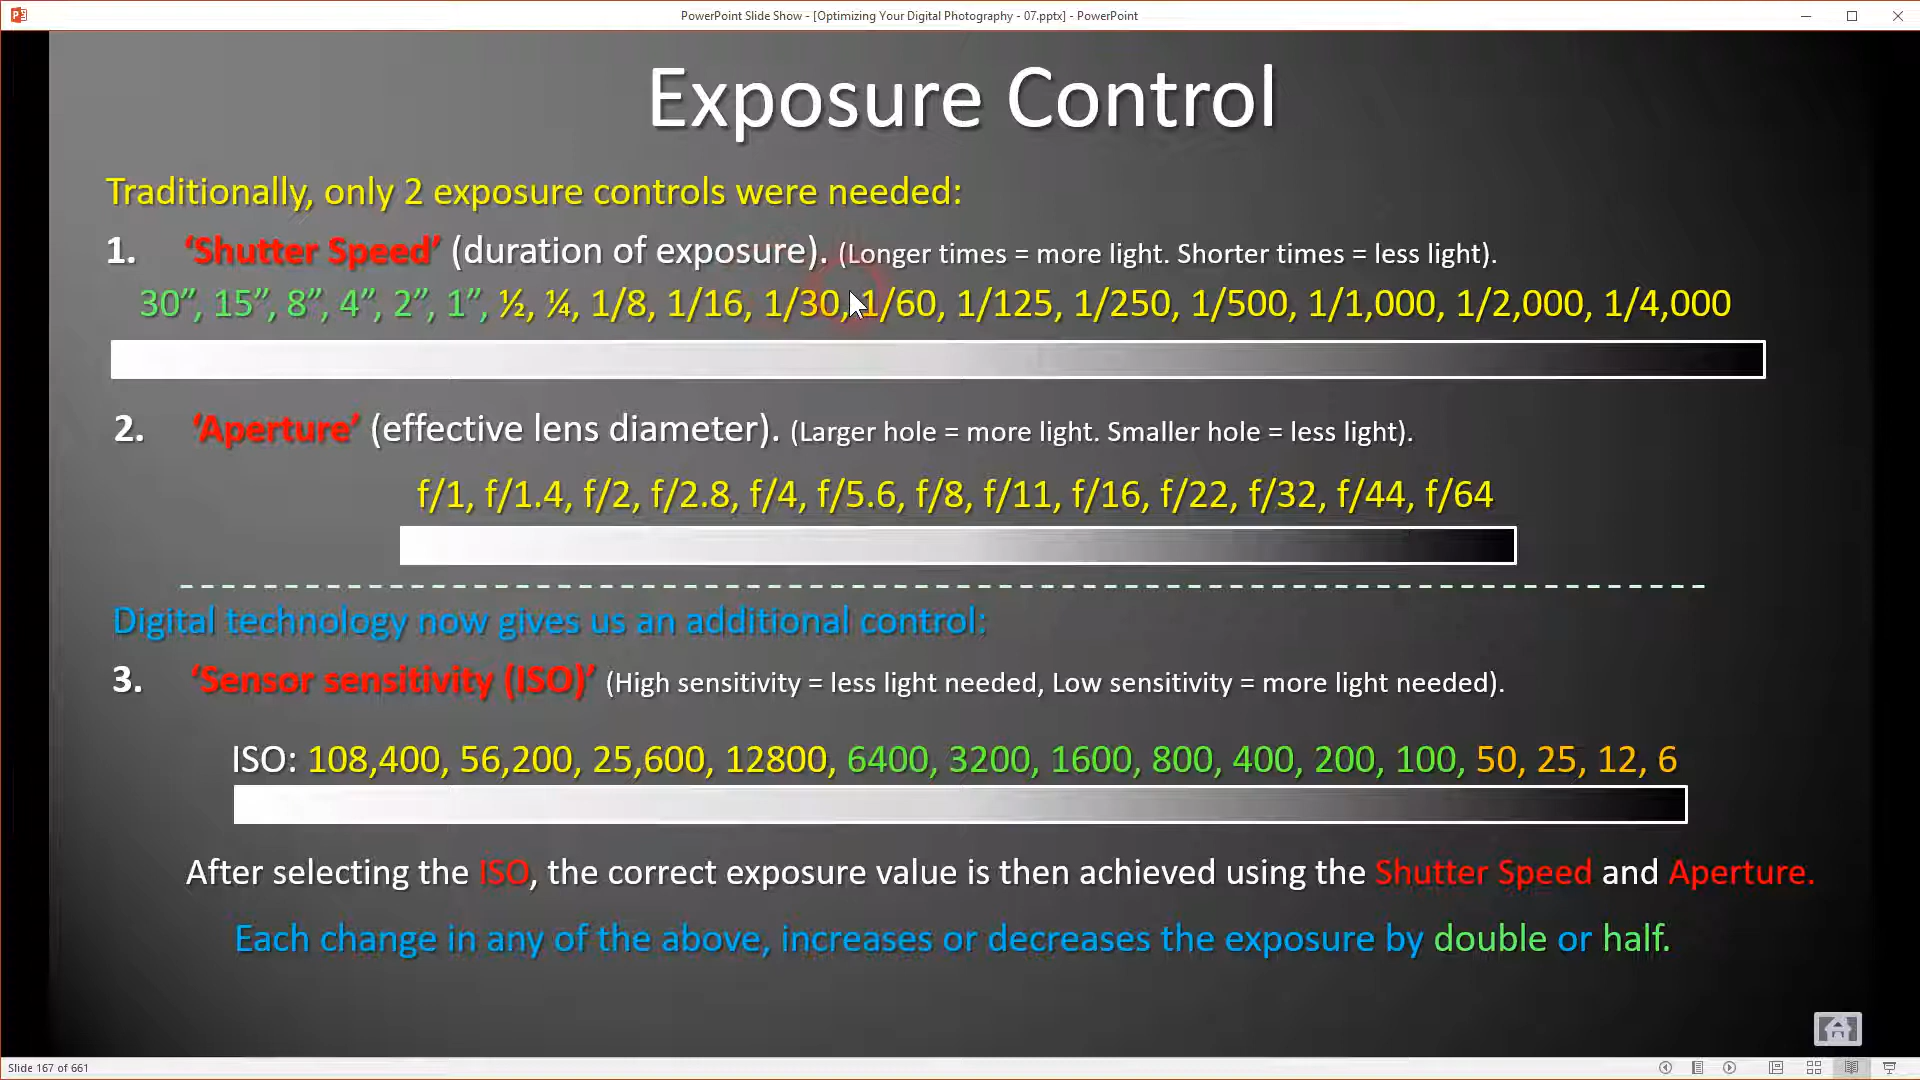 PowerPoint Slide Show - [Optimizing Your Digital Photography - 07.pptx] - PowerPoint
Exposure Control
Traditionally, only 2 exposure controls were needed:
1. ‘Shutter Speed’ (duration of exposure). (Longer times = more light. Shorter times = less light).
30”, 15”, 8”, 4”, 2”, 1”, ½, ¼, 1/8, 1/16, 1/30, 1/60, 1/125, 1/250, 1/500, 1/1,000, 1/2,000, 1/4,000
2. ‘Aperture’ (effective lens diameter). (Larger hole = more light. Smaller hole = less light).
f/1, f/1.4, f/2, f/2.8, f/4, f/5.6, f/8, f/11, f/16, f/22, f/32, f/44, f/64
Digital technology now gives us an additional control:
3. ‘Sensor sensitivity (ISO)’ (High sensitivity = less light needed, Low sensitivity = more light needed).
ISO: 108,400, 56,200, 25,600, 12800, 6400, 3200, 1600, 800, 400, 200, 100, 50, 25, 12, 6
After selecting the ISO, the correct exposure value is then achieved using the Shutter Speed and Aperture.
Each change in any of the above, increases or decreases the exposure by double or half.
Slide 167 of 661